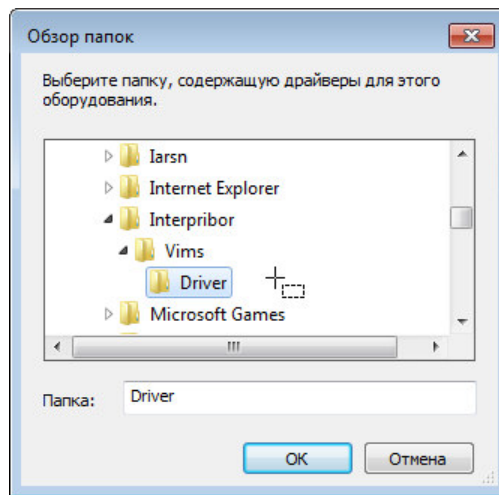 Обзор папок
Выберите папку, содержащую драйверы для этого
оборудования.
Iarsn
Internet Explorer
Interpribor
Vims
Driver
Microsoft Games
Папка:
Driver
OK
Отмена